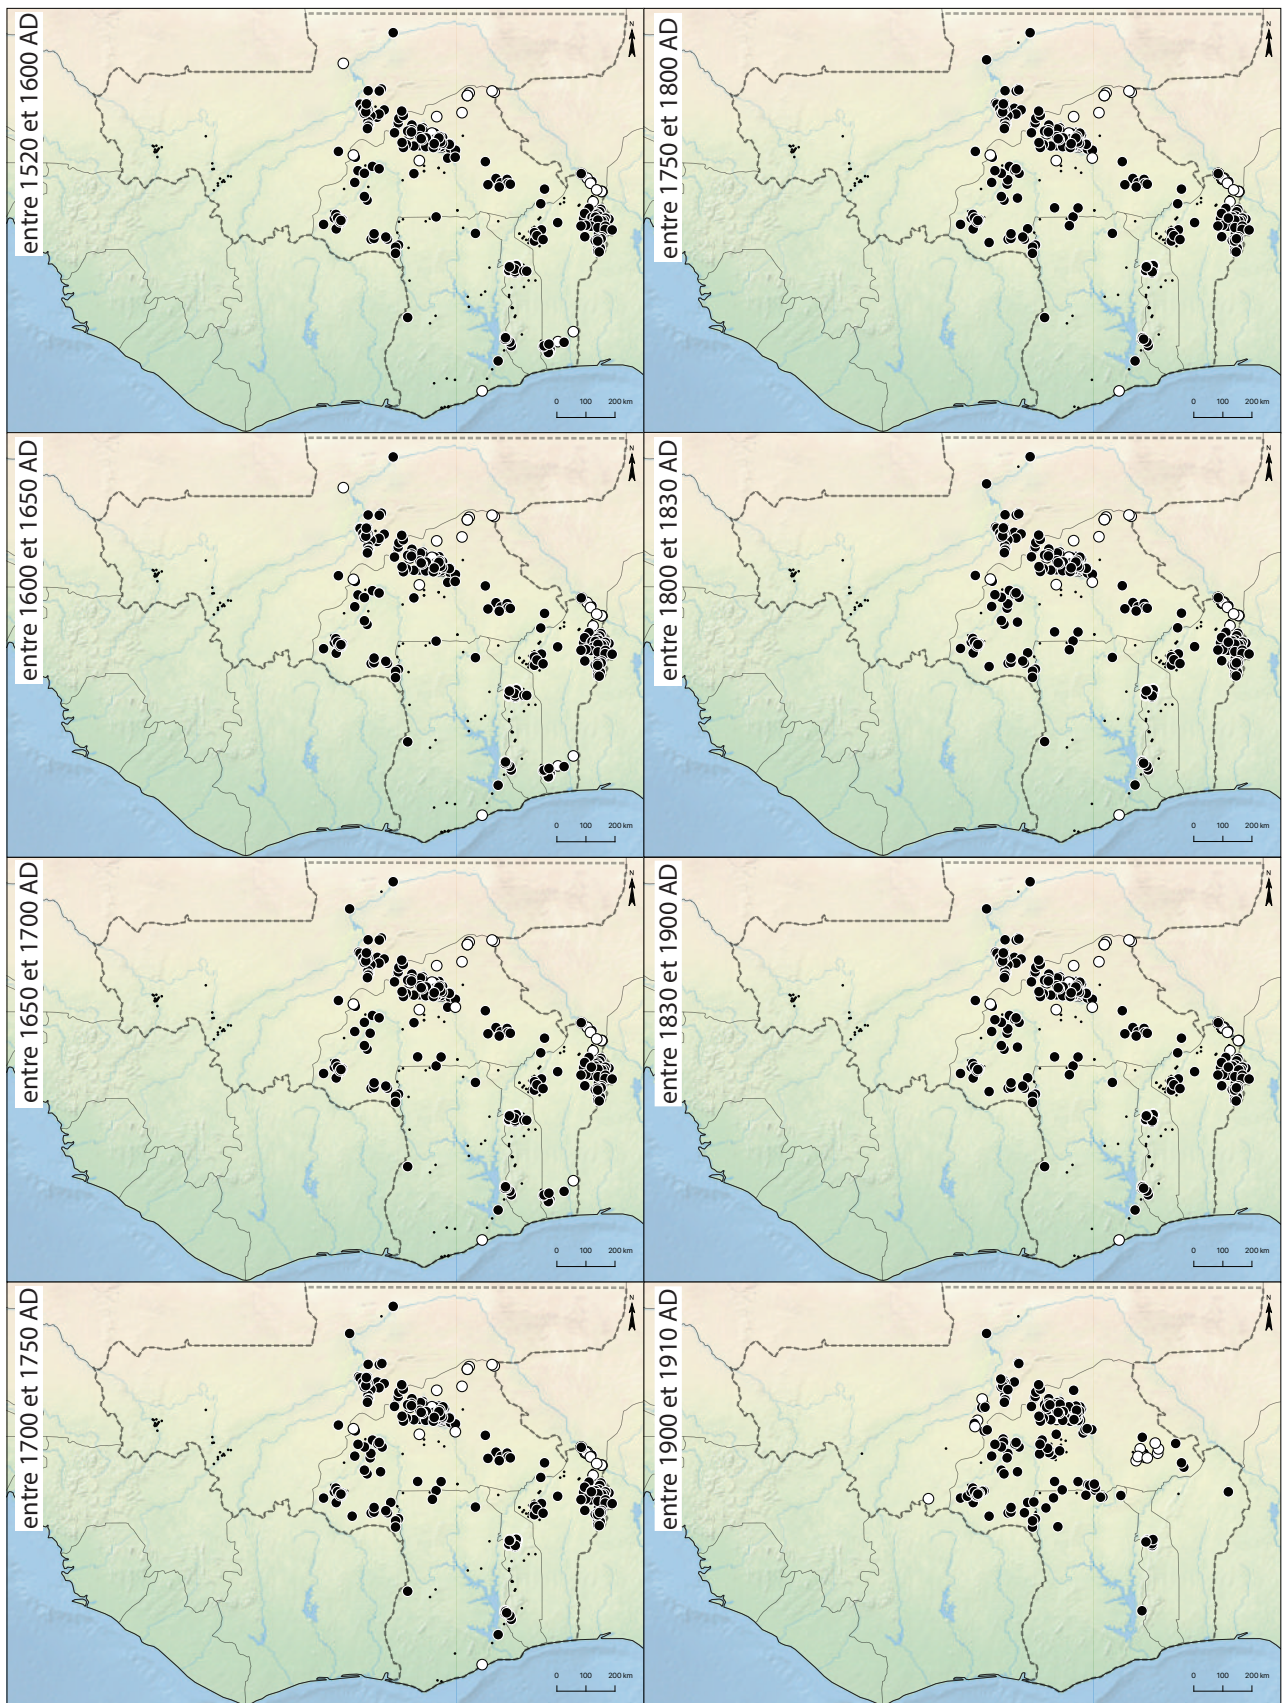 entre 1520 et 1600 AD
N
0 100 200 km
entre 1750 et 1800 AD
N
0 100 200 km
entre 1600 et 1650 AD
N
0 100 200 km
entre 1800 et 1830 AD
N
0 100 200 km
entre 1650 et 1700 AD
N
0 100 200 km
entre 1830 et 1900 AD
N
0 100 200 km
entre 1700 et 1750 AD
N
0 100 200 km
entre 1900 et 1910 AD
N
0 100 200 km